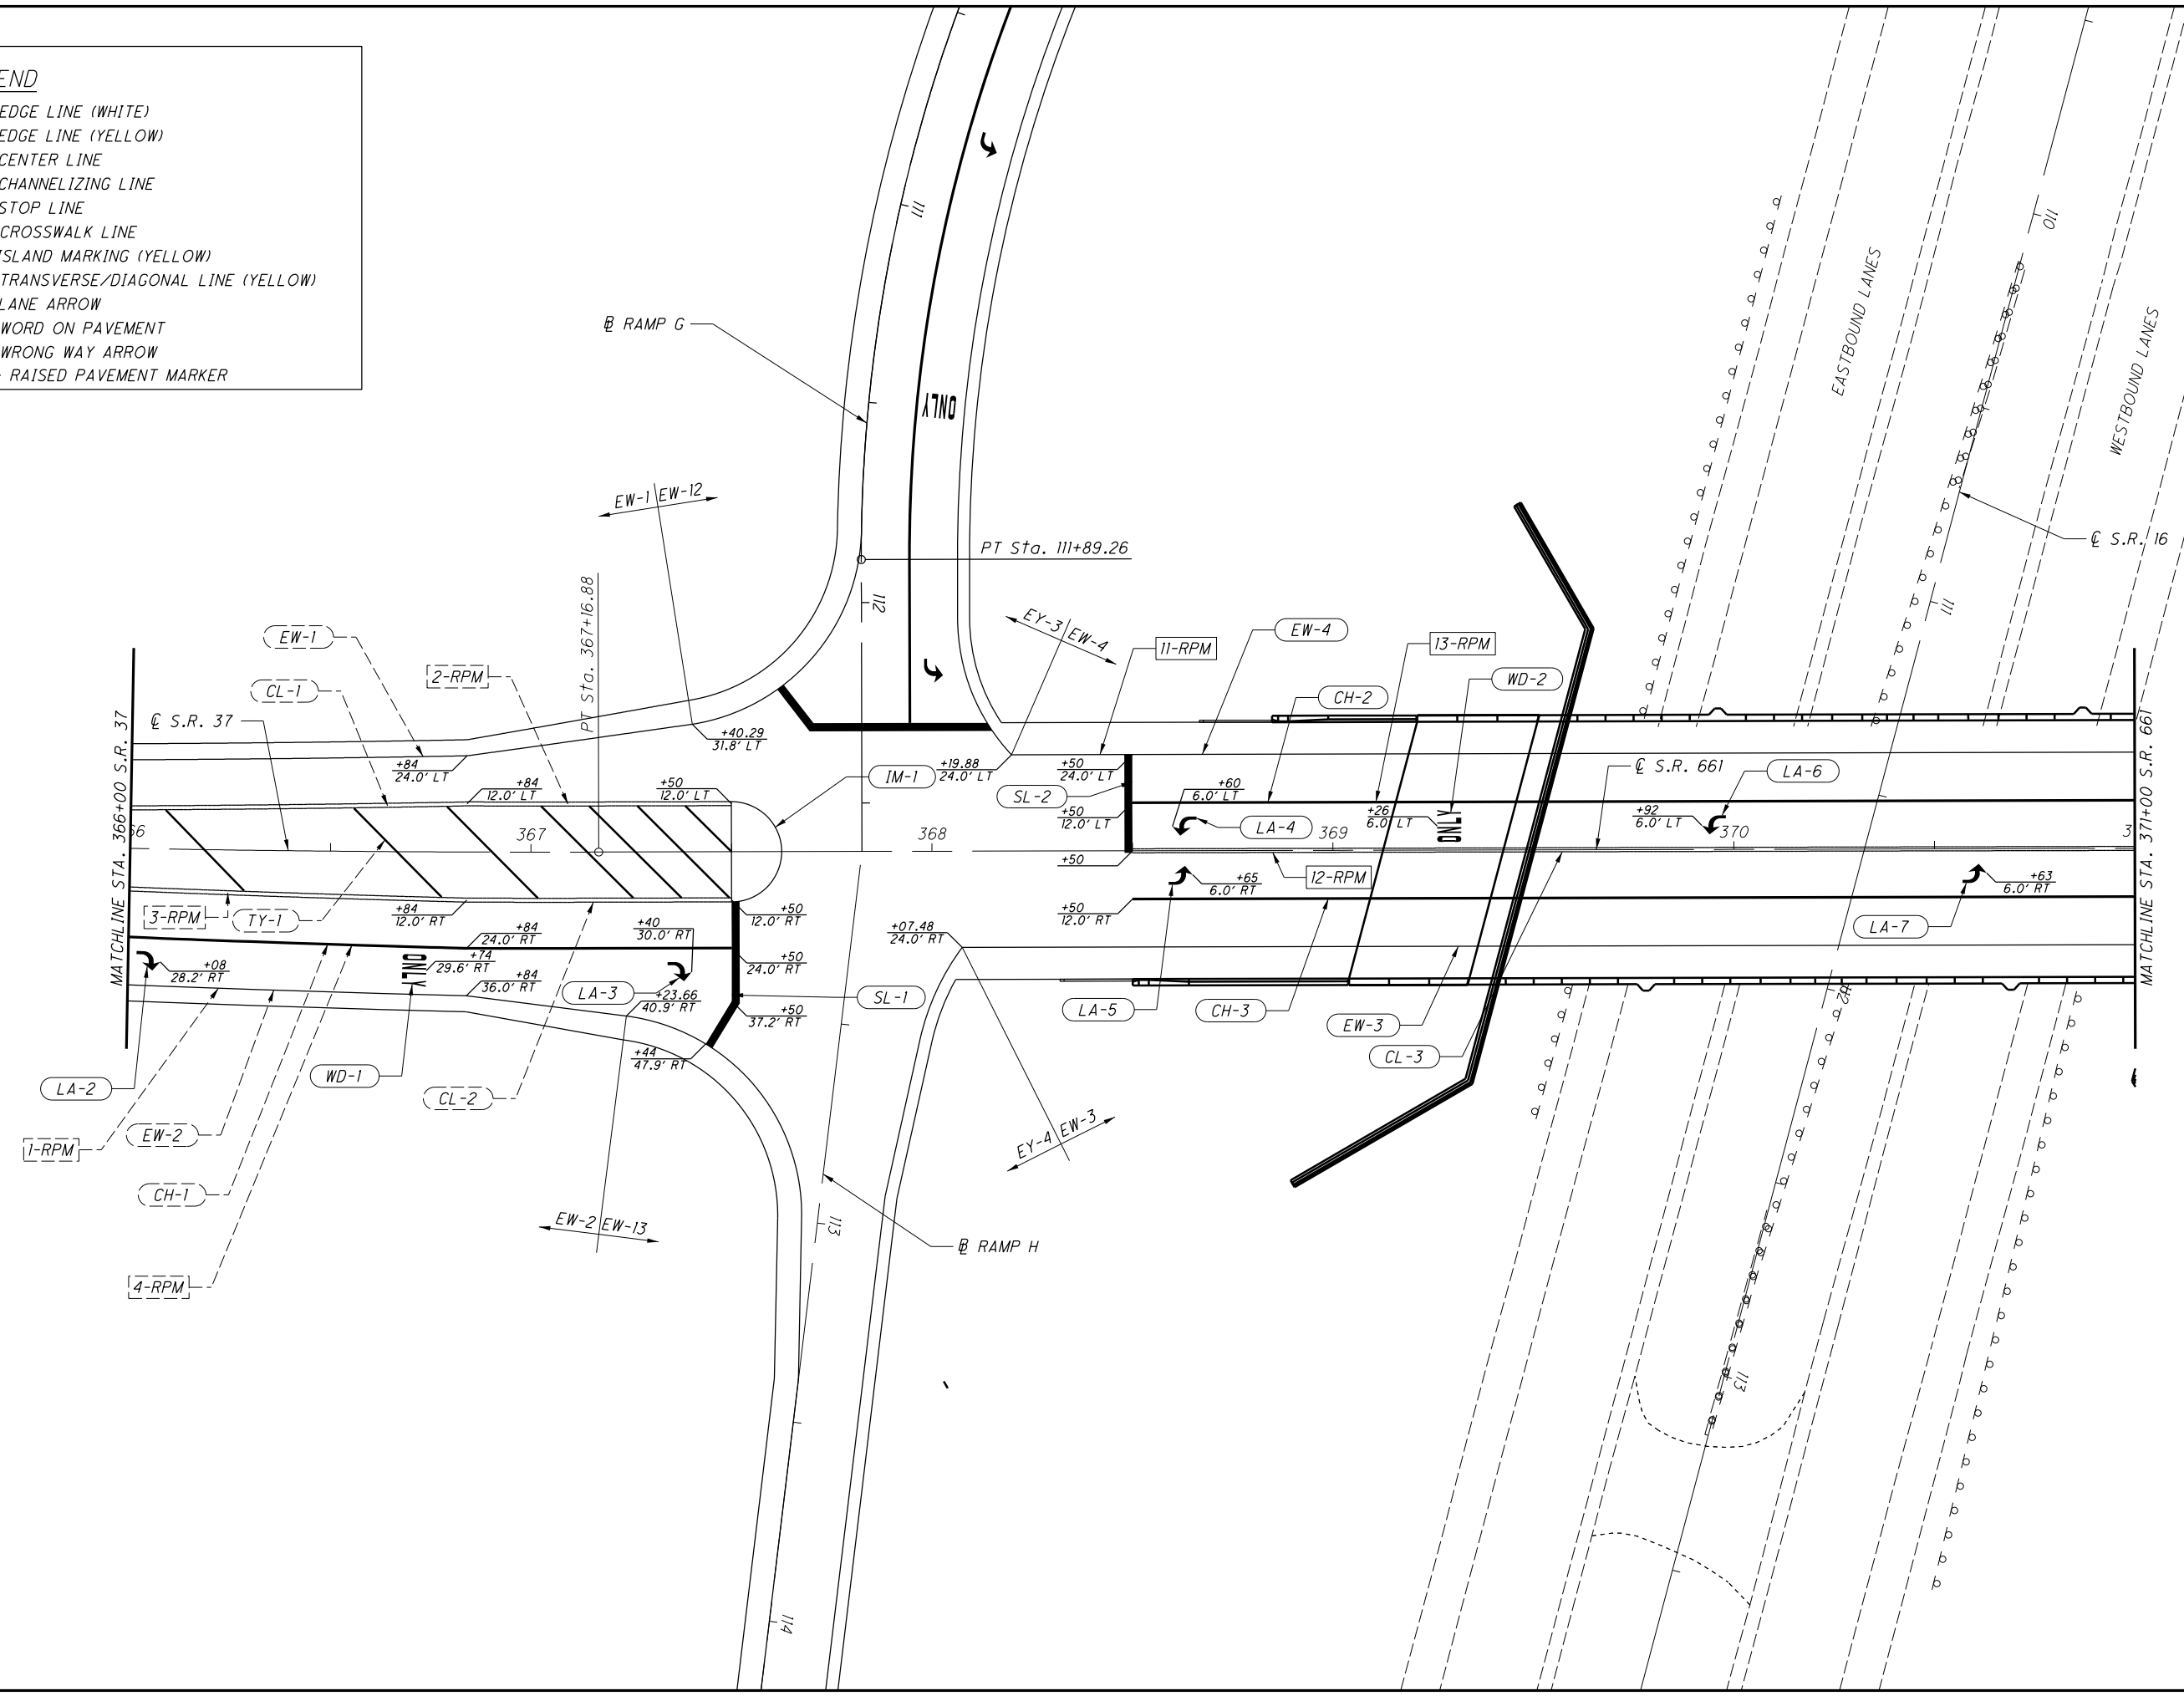 END
EDGE LINE (WHITE)
EDGE LINE (YELLOW)
CENTER LINE
CHANNELIZING LINE
STOP LINE
CROSSWALK LINE
ISLAND MARKING (YELLOW)
TRANSVERSE/DIAGONAL LINE (YELLOW)
LANE ARROW
WORD ON PAVEMENT
WRONG WAY ARROW
RAISED PAVEMENT MARKER
111
110
EASTBOUND LANES
WESTBOUND LANES
℄ RAMP G
ONLY
EW-1
EW-12
PT Sta. 111+89.26
℄ S.R. 16
112
111
PT Sta. 367+16.88
EY-3
EW-4
EW-1
11-RPM
EW-4
13-RPM
CL-1
2-RPM
CH-2
WD-2
℄ S.R. 37
MATCHLINE STA. 366+00 S.R. 37
+40.29
31.8' LT
+84
24.0' LT
+84
12.0' LT
+50
12.0' LT
IM-1
+19.88
24.0' LT
+50
24.0' LT
SL-2
+50
12.0' LT
+60
6.0' LT
LA-4
+26
6.0' LT
ONLY
℄ S.R. 661
LA-6
+92
6.0' LT
66
367
368
369
370
3
MATCHLINE STA. 371+00 S.R. 661
+50
+65
6.0' RT
12-RPM
+63
6.0' RT
3-RPM
TY-1
+84
12.0' RT
+50
12.0' RT
+50
12.0' RT
LA-7
+84
24.0' RT
+40
30.0' RT
+07.48
24.0' RT
+08
28.2' RT
ONLY
+74
29.6' RT
+50
24.0' RT
+84
36.0' RT
LA-3
+23.66
40.9' RT
SL-1
+50
37.2' RT
LA-5
CH-3
EW-3
112
+44
47.9' RT
CL-3
LA-2
WD-1
CL-2
1-RPM
EW-2
EY-4
EW-3
CH-1
EW-2
EW-13
113
℄ RAMP H
4-RPM
113
114